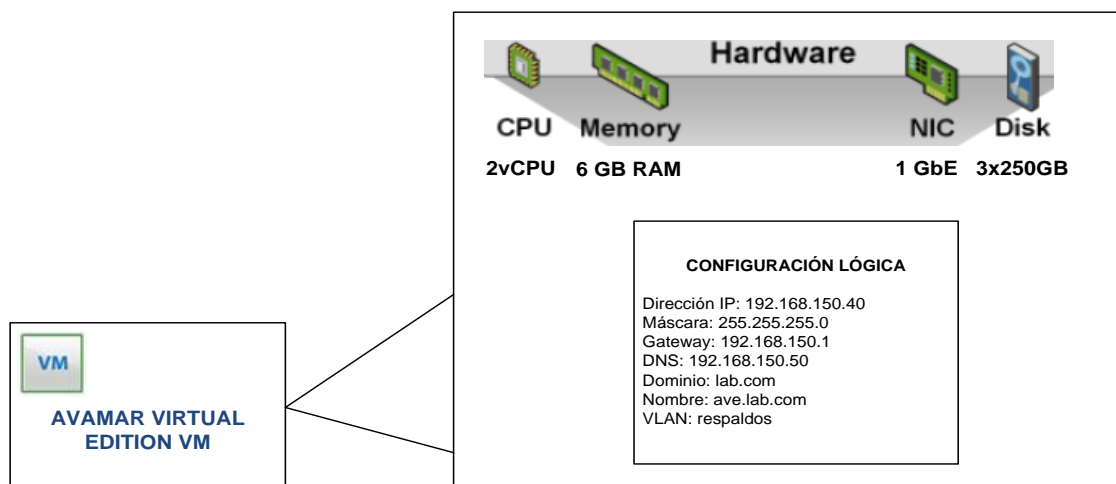 Hardware
CPU Memory NIC Disk
2vCPU 6 GB RAM 1 GbE 3x250GB
CONFIGURACIÓN LÓGICA
Dirección IP: 192.168.150.40
Máscara: 255.255.255.0
Gateway: 192.168.150.1
DNS: 192.168.150.50
Dominio: lab.com
Nombre: ave.lab.com
VLAN: respaldos
VM
AVAMAR VIRTUAL
EDITION VM